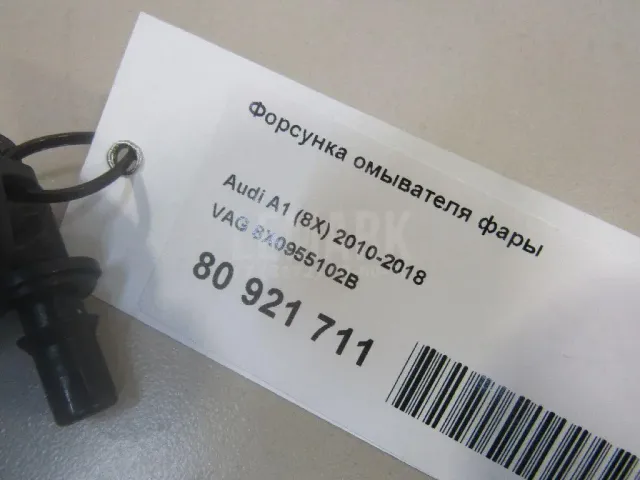 Форсунка омывателя фары
Audi A1 (8X) 2010-2018
VAG 8X0955102B
80 921 711